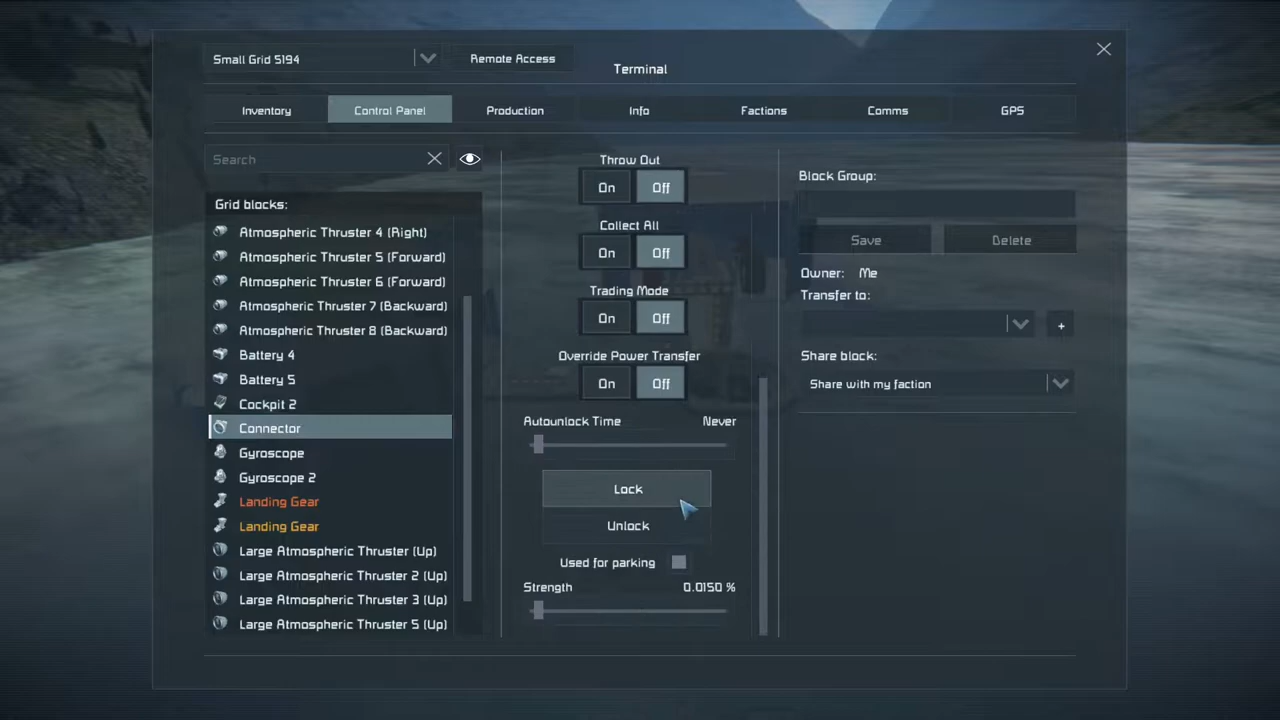 Small Grid 5194
Remote Access
Terminal
Inventory
Control Panel
Production
Info
Factions
Comms
GPS
Search
Grid blocks:
Atmospheric Thruster 4 (Right)
Atmospheric Thruster 5 (Forward)
Atmospheric Thruster 6 (Forward)
Atmospheric Thruster 7 (Backward)
Atmospheric Thruster 8 (Backward)
Battery 4
Battery 5
Cockpit 2
Connector
Gyroscope
Gyroscope 2
Landing Gear
Landing Gear
Large Atmospheric Thruster (Up)
Large Atmospheric Thruster 2 (Up)
Large Atmospheric Thruster 3 (Up)
Large Atmospheric Thruster 5 (Up)
Throw Out
On Off
Collect All
On Off
Trading Mode
On Off
Override Power Transfer
On Off
Autounlock Time Never
Lock
Unlock
Used for parking
Strength 0.0150 %
Block Group:
Save Delete
Owner: Me
Transfer to:
+
Share block:
Share with my faction